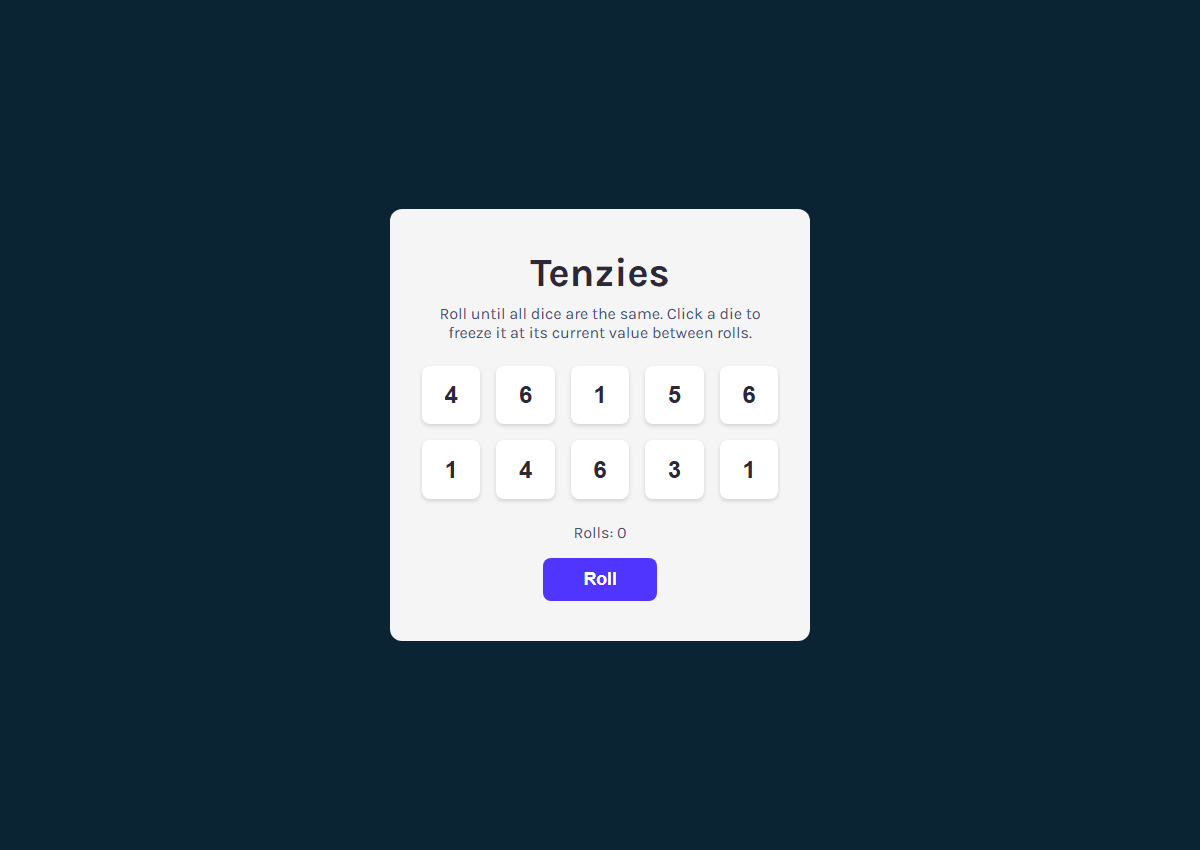 Tenzies
Roll until all dice are the same. Click a die to
freeze it at its current value between rolls.
4 6 1 5 6
1 4 6 3 1
Rolls: 0
Roll